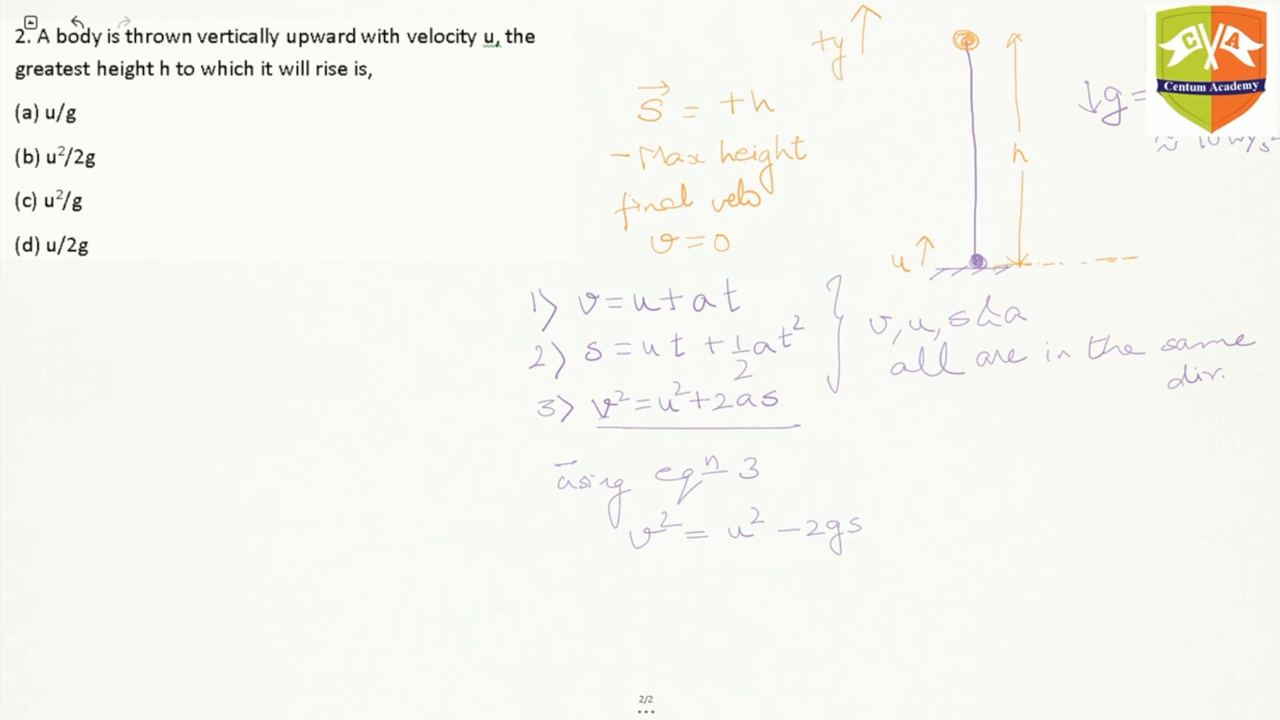 2. A body is thrown vertically upward with velocity u, the
greatest height h to which it will rise is,
(a) u/g
(b) u²/2g
(c) u²/g
(d) u/2g
+y
s = +h
- Max height
final velo
v = 0
h
u
g =
Centum Academy
C A
1) v = u + at
2) s = ut + 1/2 at²
3) v² = u² + 2as
v, u, s & a
all are in the same
dir.
using eqn 3
v² = u² - 2gs
2/2